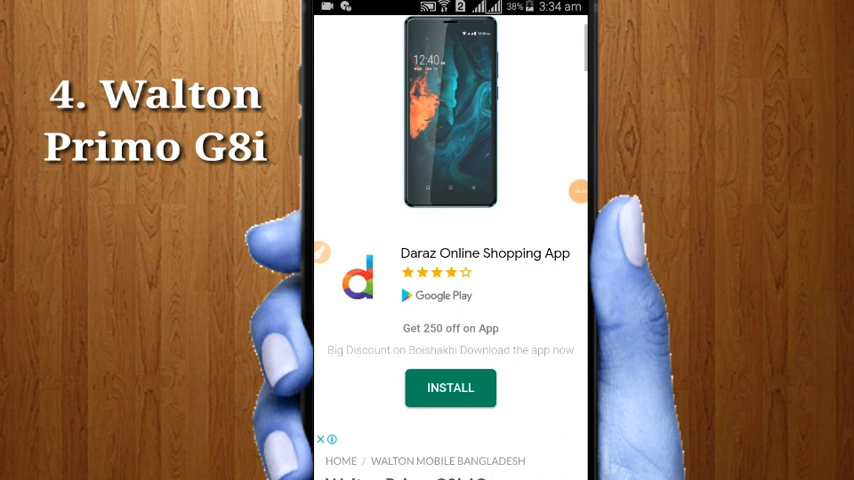 4. Walton
Primo G8i
2
38%
3:34 am
12:40
Daraz Online Shopping App
Google Play
Get 250 off on App
Big Discount on Boishakhi Download the app now
INSTALL
HOME / WALTON MOBILE BANGLADESH